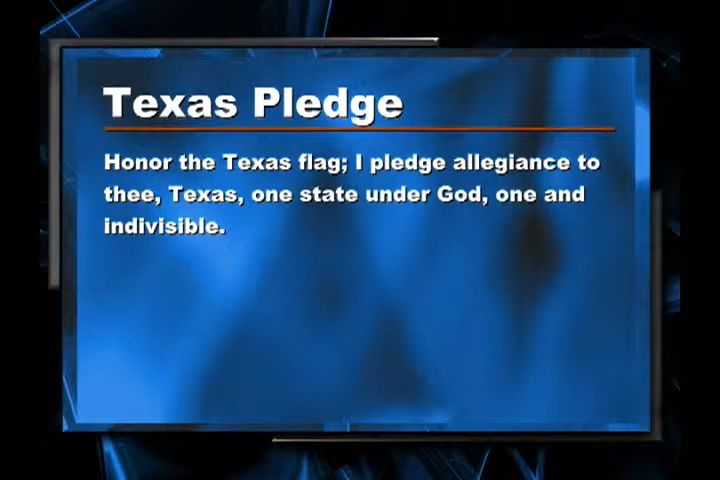 Texas Pledge
Honor the Texas flag; I pledge allegiance to
thee, Texas, one state under God, one and
indivisible.